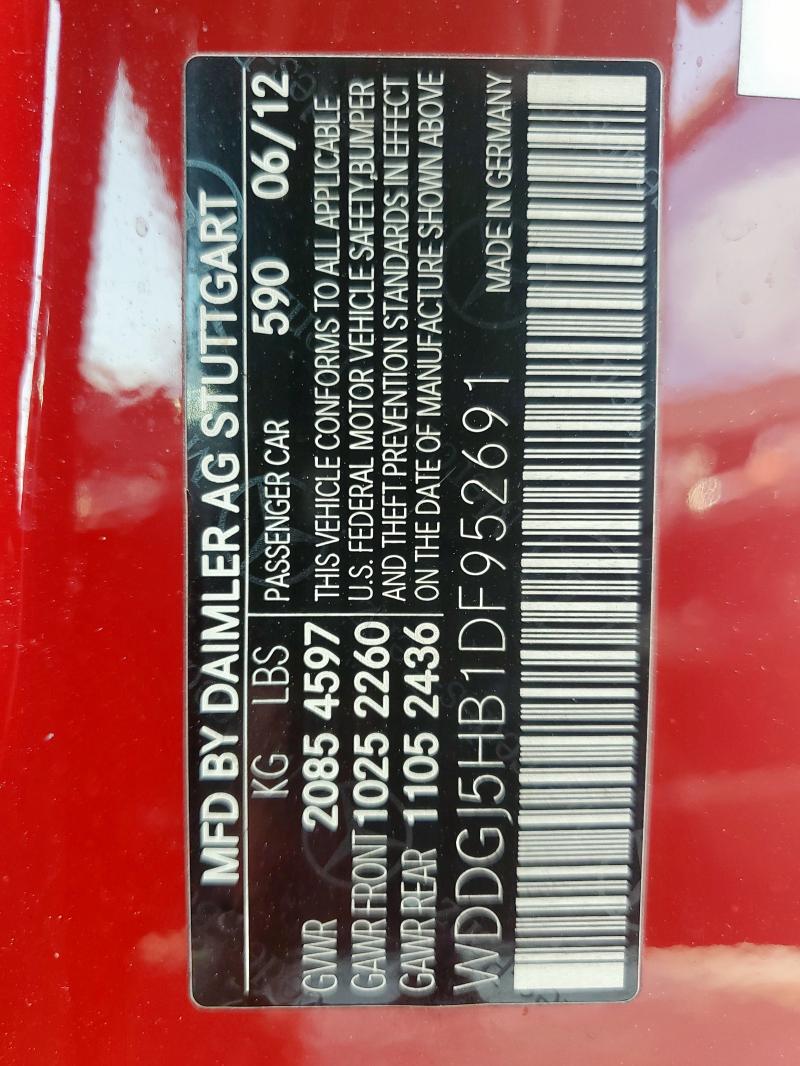 MFD BY DAIMLER AG STUTTGART
KG LBS
GVWR 2085 4597
GAWR FRONT 1025 2260
GAWR REAR 1105 2436
PASSENGER CAR 590 06/12
THIS VEHICLE CONFORMS TO ALL APPLICABLE
U.S. FEDERAL MOTOR VEHICLE SAFETY,BUMPER
AND THEFT PREVENTION STANDARDS IN EFFECT
ON THE DATE OF MANUFACTURE SHOWN ABOVE
WDDGJ5HB1DF952691 MADE IN GERMANY